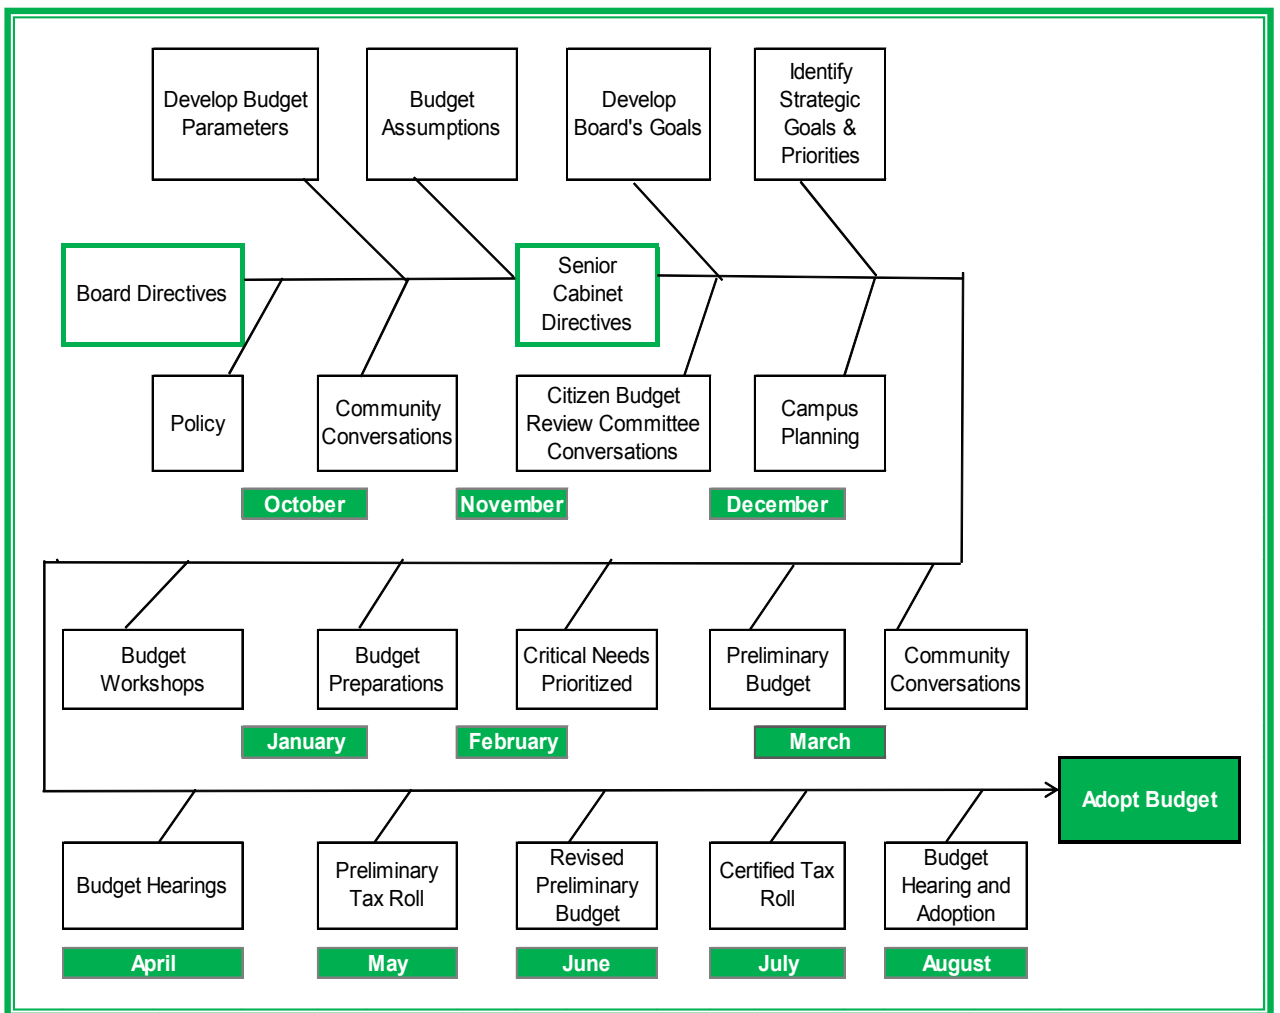 Develop Budget
Parameters
Budget
Assumptions
Develop
Board's Goals
Identify
Strategic
Goals &
Priorities
Board Directives
Senior
Cabinet
Directives
Policy
Community
Conversations
Citizen Budget
Review Committee
Conversations
Campus
Planning
October
November
December
Budget
Workshops
Budget
Preparations
Critical Needs
Prioritized
Preliminary
Budget
Community
Conversations
January
February
March
Adopt Budget
Budget Hearings
Preliminary
Tax Roll
Revised
Preliminary
Budget
Certified Tax
Roll
Budget
Hearing and
Adoption
April
May
June
July
August